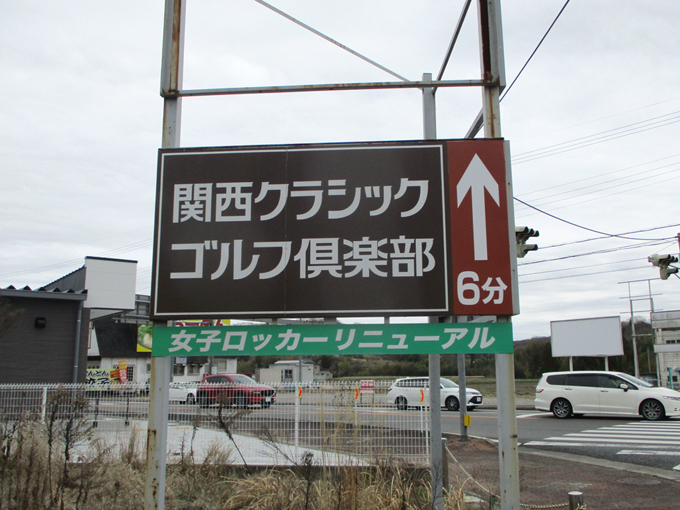 関西クラシック
ゴルフ倶楽部
6分
女子ロッカーリニューアル